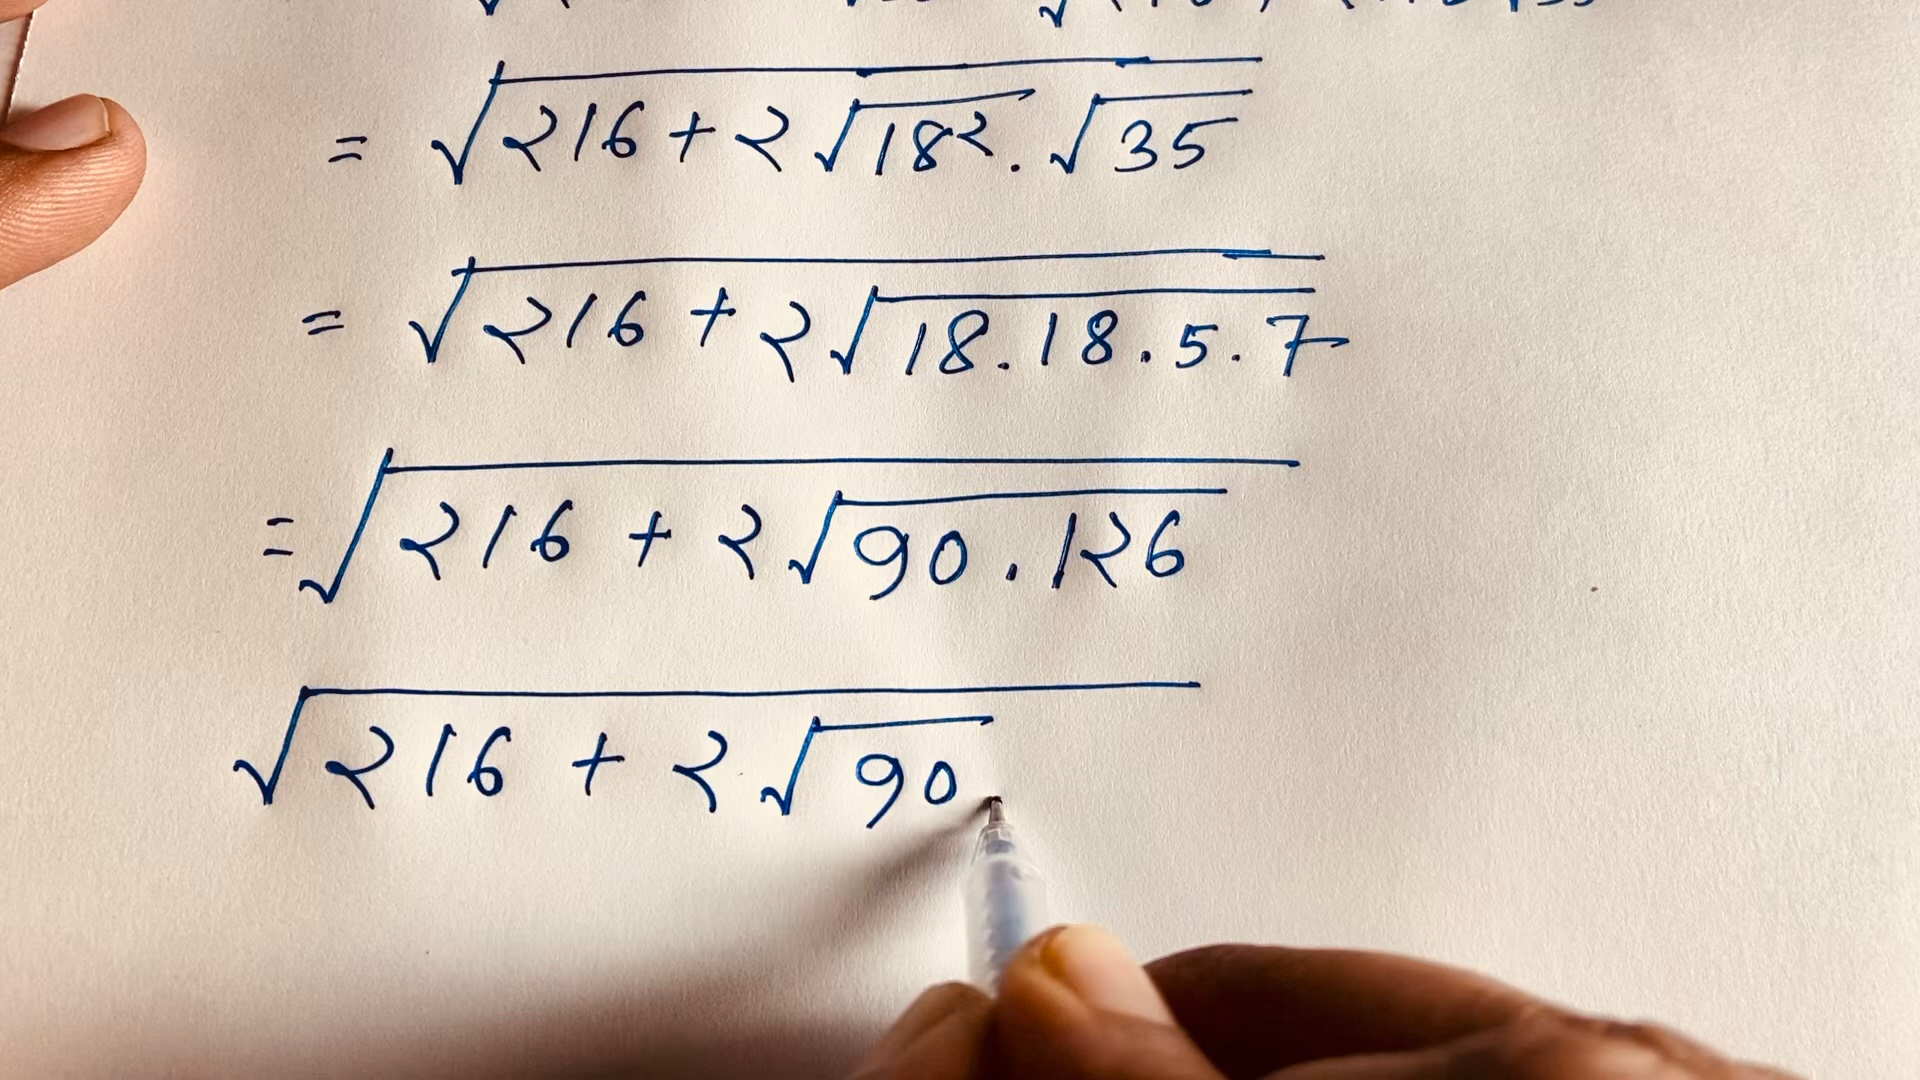 = √216 + 2√18². √35
= √216 + 2√18.18.5.7
= √216 + 2√90.126
√216 + 2√90